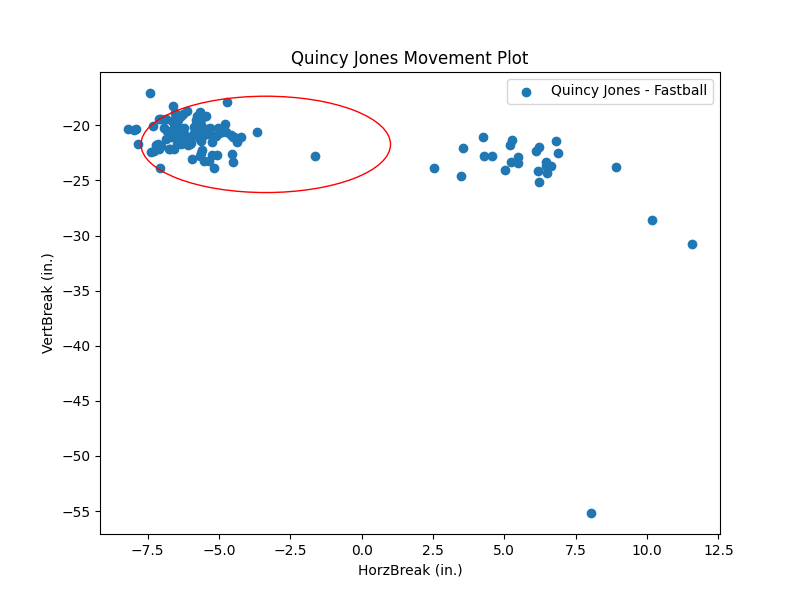 Quincy Jones Movement Plot
Quincy Jones - Fastball
VertBreak (in.)
−20
−25
−30
−35
−40
−45
−50
−55
−7.5 −5.0 −2.5 0.0 2.5 5.0 7.5 10.0 12.5
HorzBreak (in.)